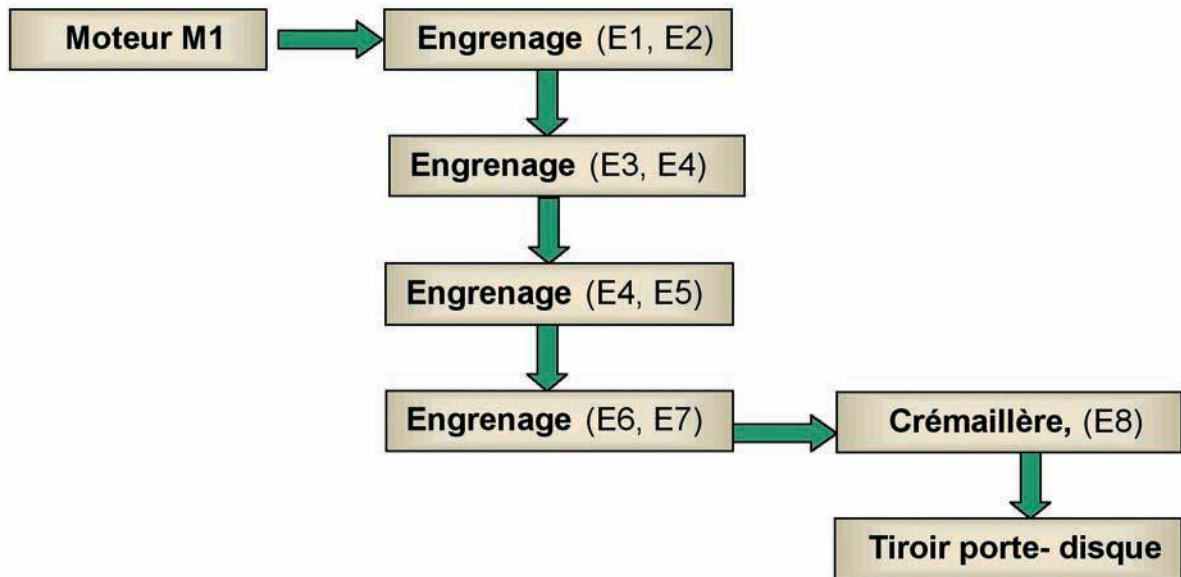 Moteur M1
Engrenage (E1, E2)
Engrenage (E3, E4)
Engrenage (E4, E5)
Engrenage (E6, E7)
Crémaillère, (E8)
Tiroir porte- disque